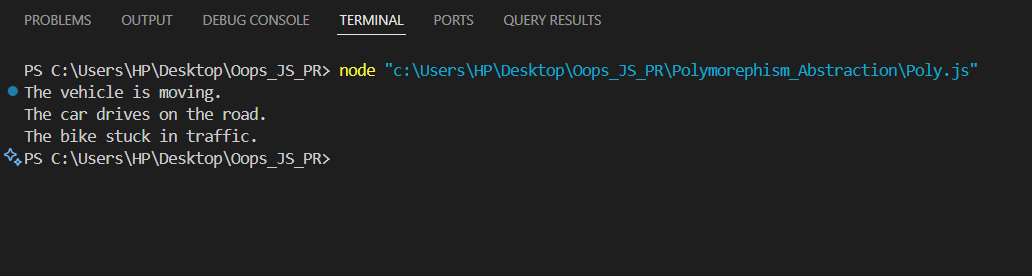 PROBLEMS OUTPUT DEBUG CONSOLE TERMINAL PORTS QUERY RESULTS
PS C:\Users\HP\Desktop\Oops_JS_PR> node "c:\Users\HP\Desktop\Oops_JS_PR\Polymorephism_Abstraction\Poly.js"
The vehicle is moving.
The car drives on the road.
The bike stuck in traffic.
PS C:\Users\HP\Desktop\Oops_JS_PR>